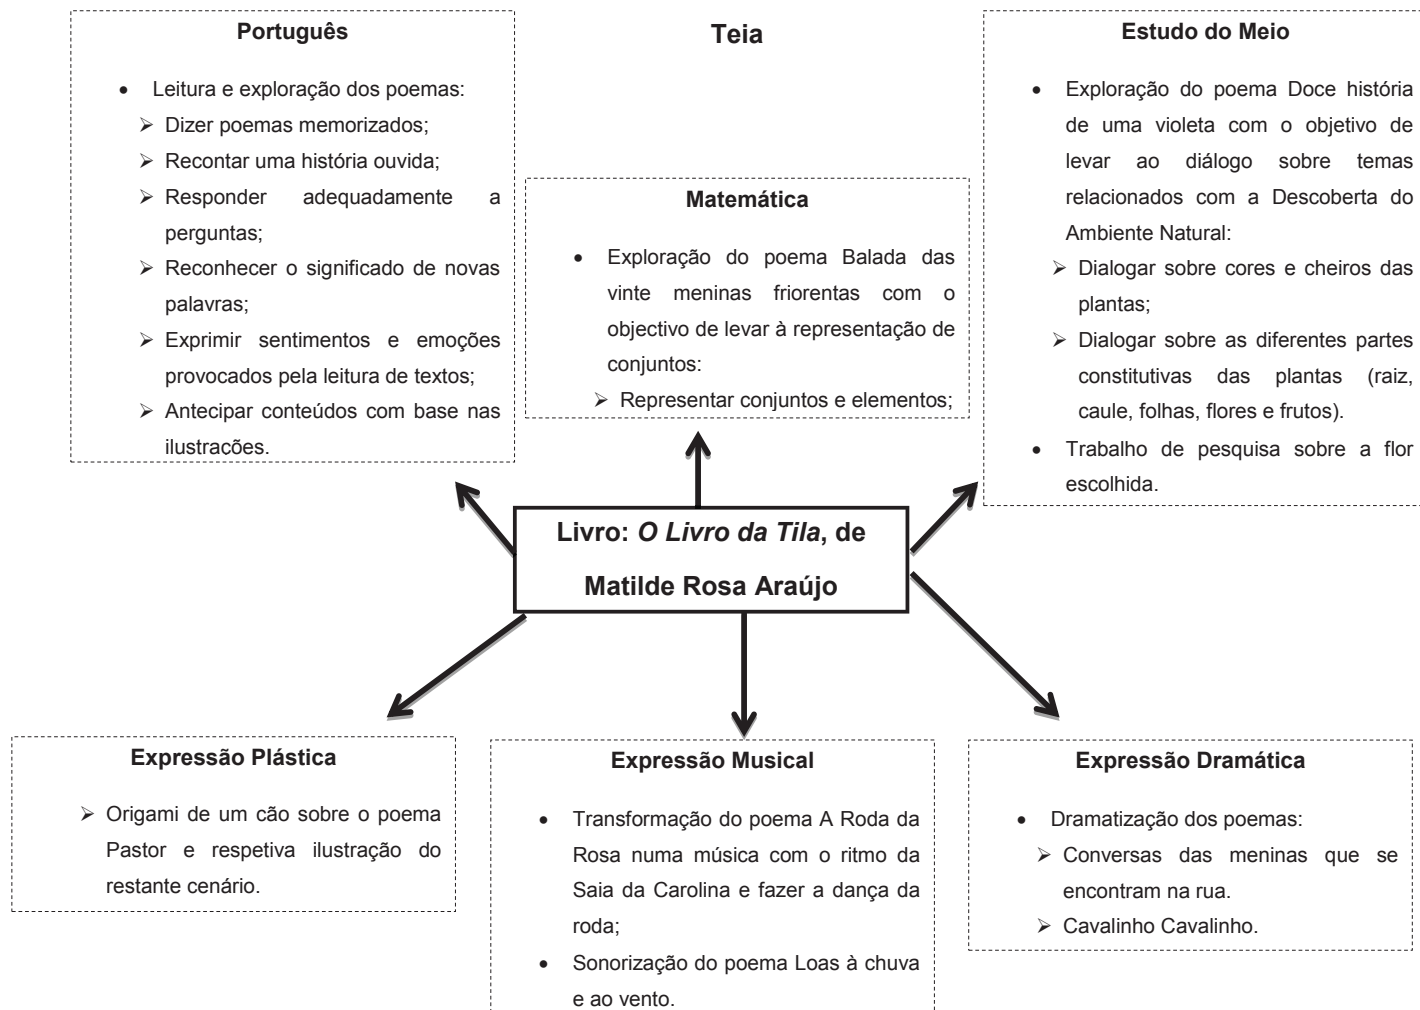 Teia
Português
• Leitura e exploração dos poemas:
➢ Dizer poemas memorizados;
➢ Recontar uma história ouvida;
➢ Responder adequadamente a
perguntas;
➢ Reconhecer o significado de novas
palavras;
➢ Exprimir sentimentos e emoções
provocados pela leitura de textos;
➢ Antecipar conteúdos com base nas
ilustrações.
Matemática
• Exploração do poema Balada das
vinte meninas friorentas com o
objectivo de levar à representação de
conjuntos:
➢ Representar conjuntos e elementos;
Estudo do Meio
• Exploração do poema Doce história
de uma violeta com o objetivo de
levar ao diálogo sobre temas
relacionados com a Descoberta do
Ambiente Natural:
➢ Dialogar sobre cores e cheiros das
plantas;
➢ Dialogar sobre as diferentes partes
constitutivas das plantas (raiz,
caule, folhas, flores e frutos).
• Trabalho de pesquisa sobre a flor
escolhida.
Livro: O Livro da Tila, de
Matilde Rosa Araújo
Expressão Plástica
➢ Origami de um cão sobre o poema
Pastor e respetiva ilustração do
restante cenário.
Expressão Musical
• Transformação do poema A Roda da
Rosa numa música com o ritmo da
Saia da Carolina e fazer a dança da
roda;
• Sonorização do poema Loas à chuva
e ao vento.
Expressão Dramática
• Dramatização dos poemas:
➢ Conversas das meninas que se
encontram na rua.
➢ Cavalinho Cavalinho.